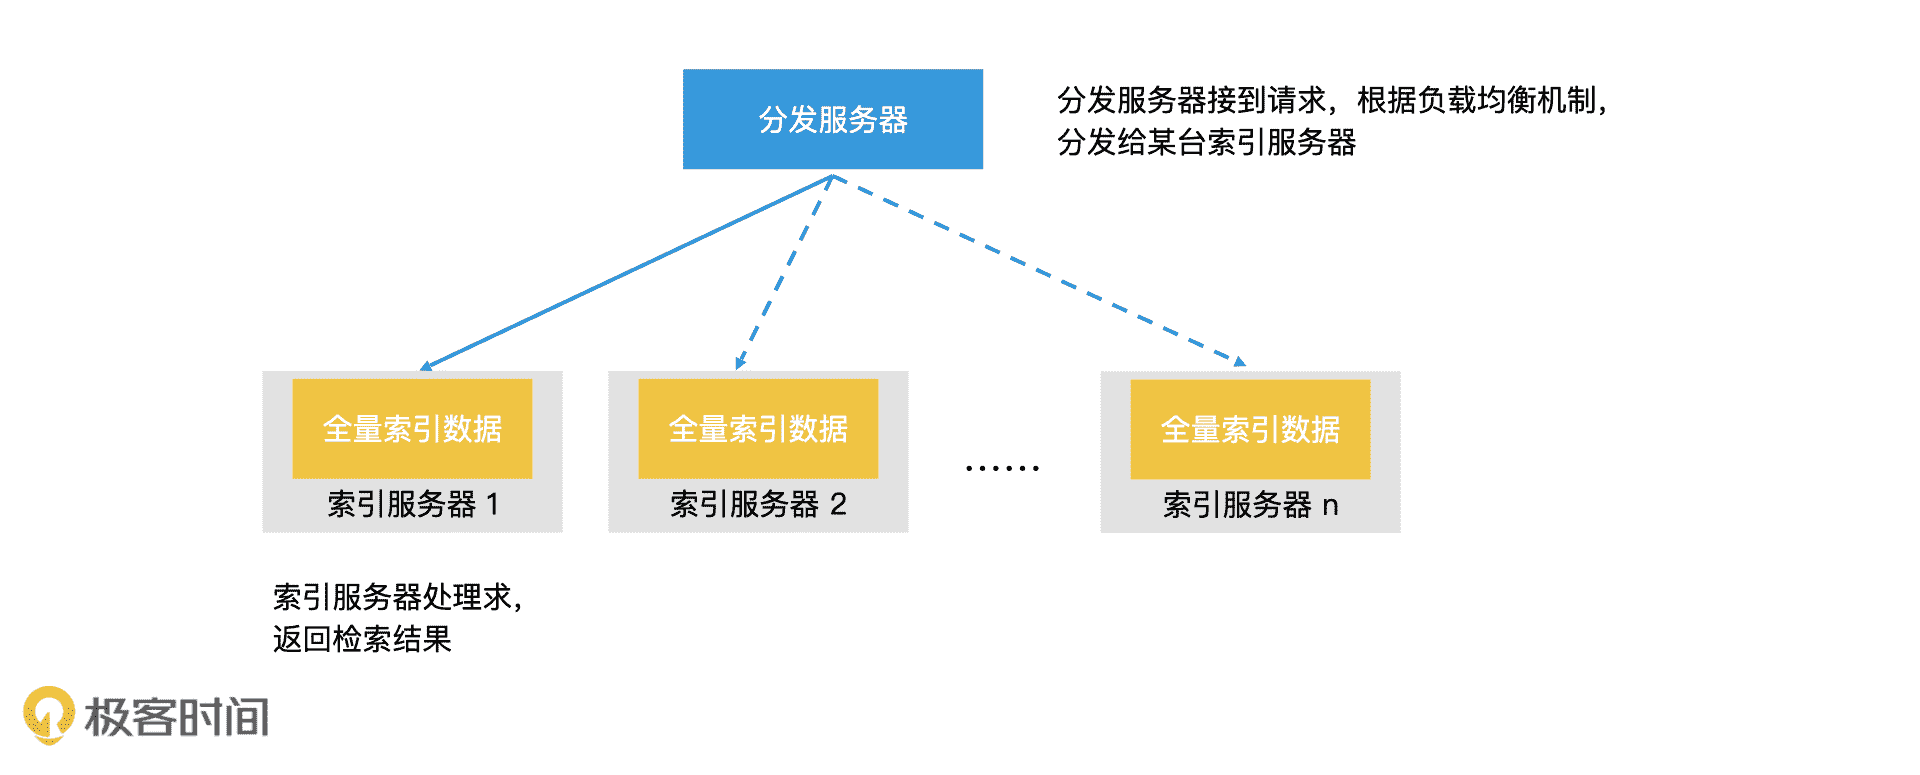 分发服务器
分发服务器接到请求，根据负载均衡机制，
分发给某台索引服务器
全量索引数据
全量索引数据
全量索引数据
......
索引服务器 1
索引服务器 2
索引服务器 n
索引服务器处理求，
返回检索结果
极客时间